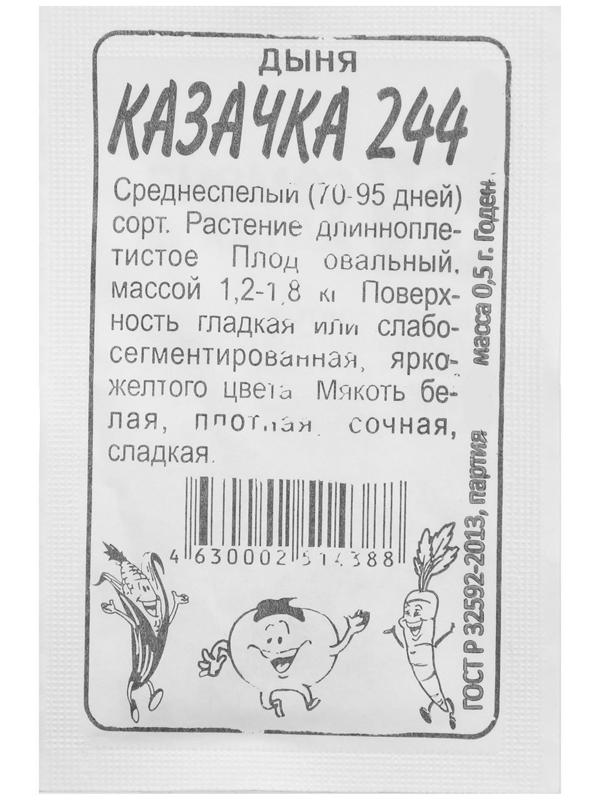 ДЫНЯ
КАЗАЧКА 244
Среднеспелый (70-95 дней)
сорт. Растение длиннопле-
тистое Плод овальный,
массой 1,2-1,8 кг Поверх-
ность гладкая или слабо-
сегментированная, ярко-
желтого цвета Мякоть бе-
лая, плотная, сочная,
сладкая.
4 630002 514388
ГОСТ Р 32592-2013, партия масса 0,5 г. Годен